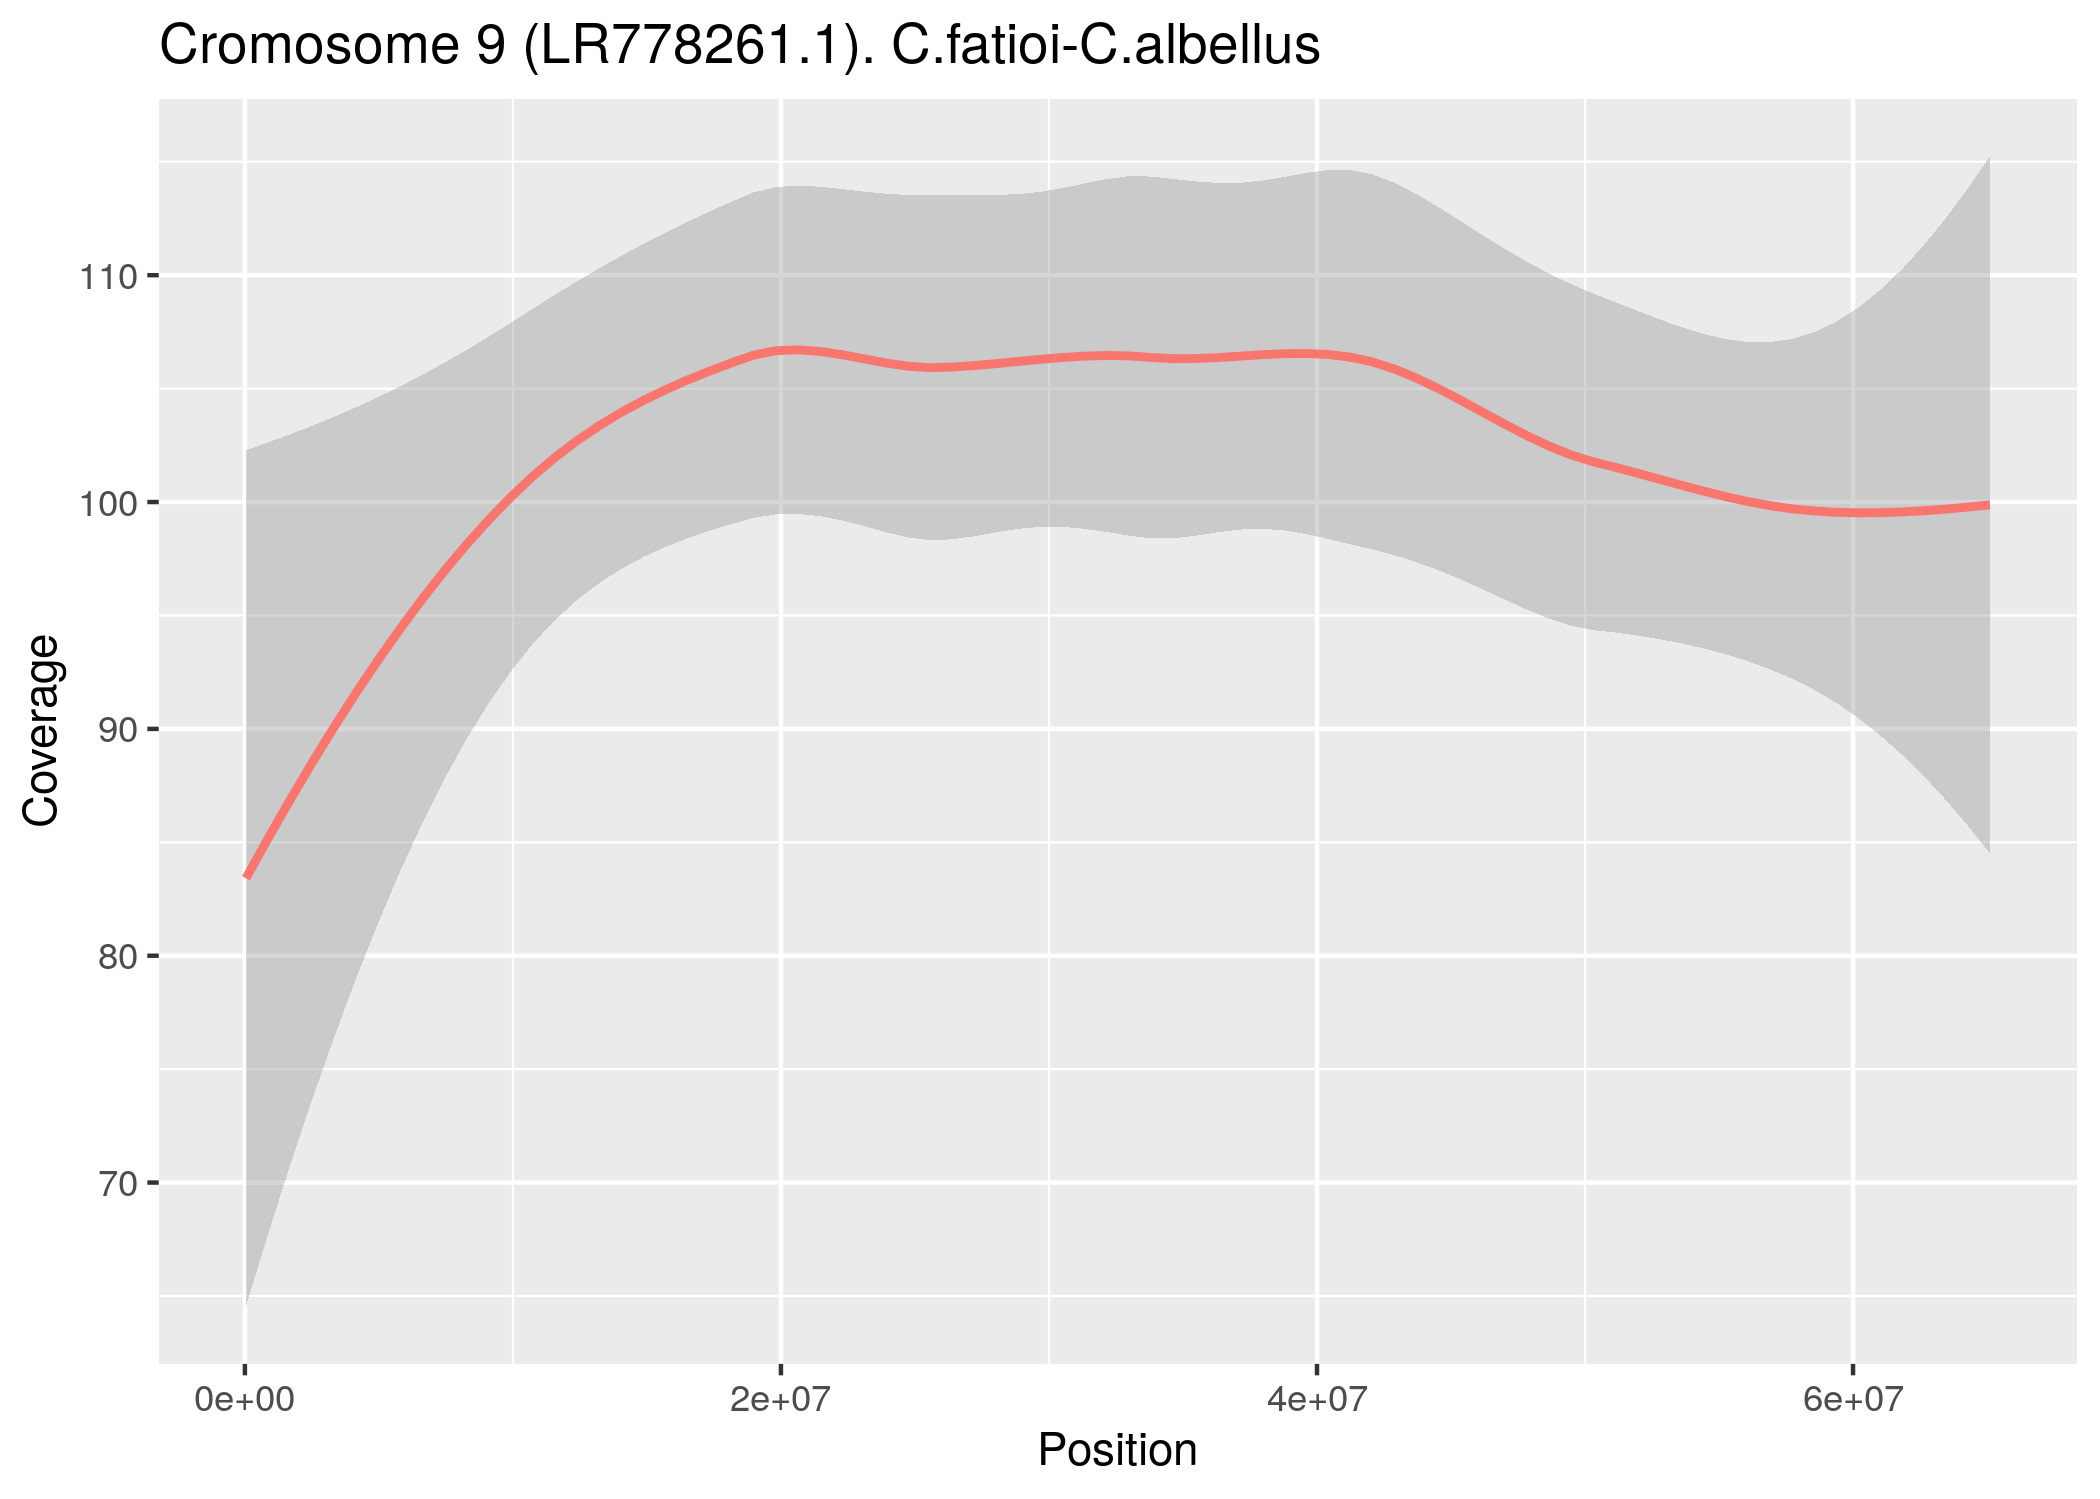 Cromosome 9 (LR778261.1). C.fatioi-C.albellus
110
100
90
80
70
Coverage
0e+00 2e+07 4e+07 6e+07
Position